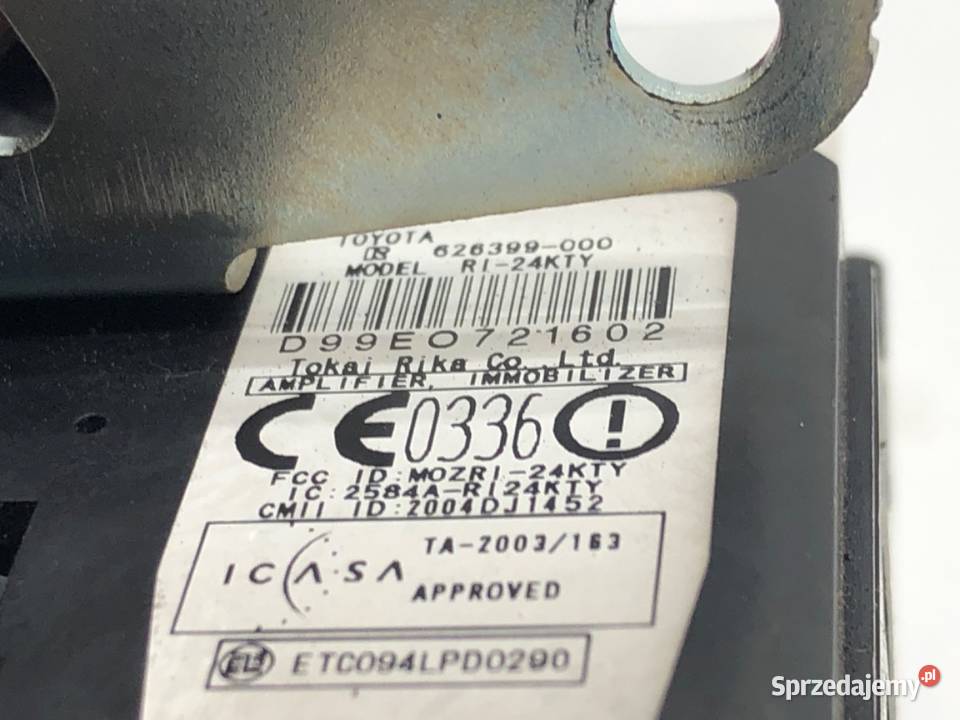 TOYOTA
626399-000
MODEL RI-24KTY
D99E0721602
Tokai Rika Co., Ltd.
AMPLIFIER, IMMOBILIZER
CE0336 !
FCC ID:MOZRI-24KTY
IC:2584A-RI24KTY
CMII ID:2004DJ1452
ICASA TA-2003/163
APPROVED
ETC094LPD0290
Sprzedajemy.pl